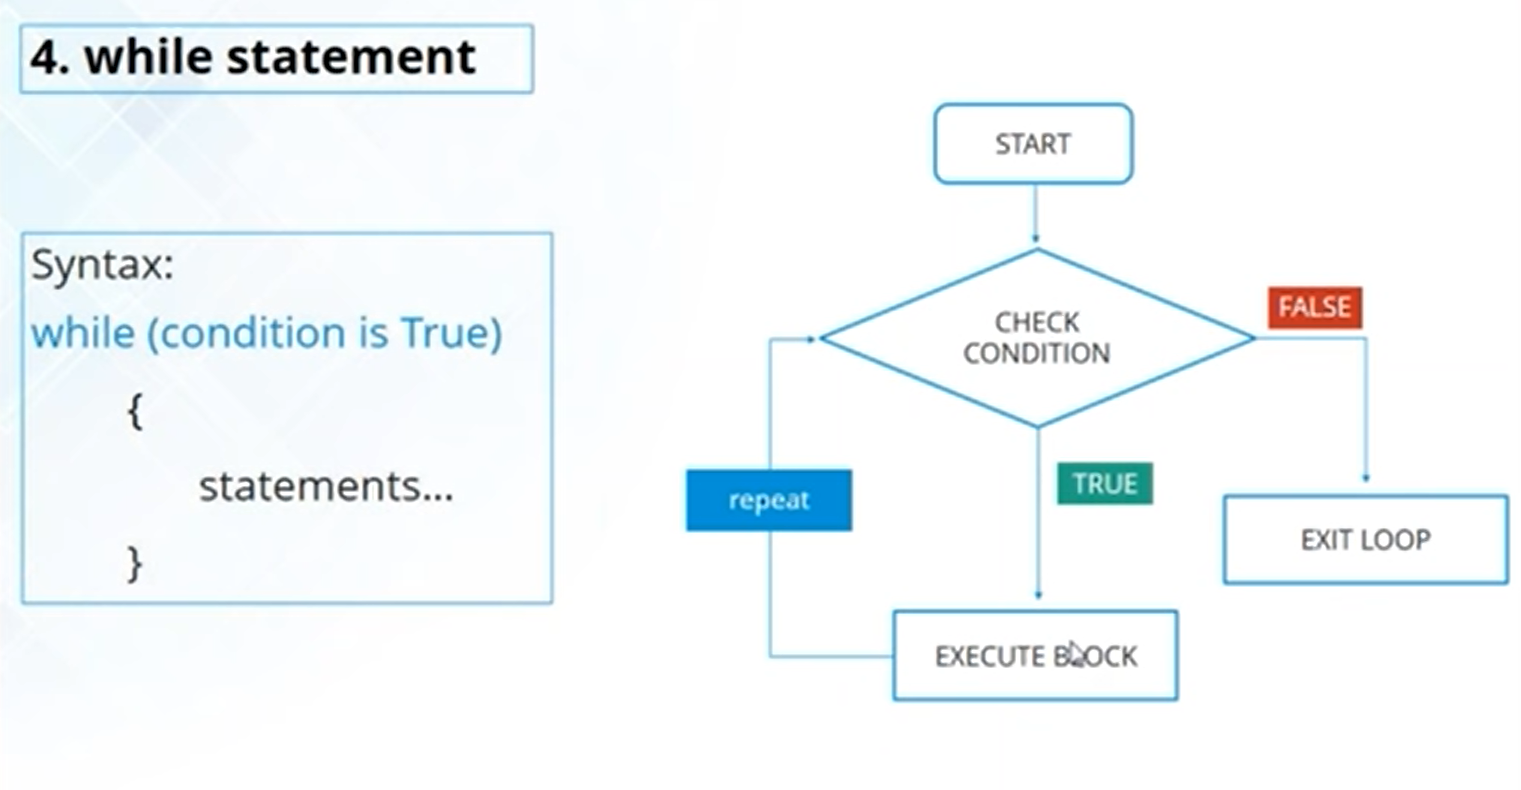 4. while statement
Syntax:
while (condition is True)
{
statements...
}
START
CHECK
CONDITION
FALSE
TRUE
repeat
EXIT LOOP
EXECUTE BLOCK